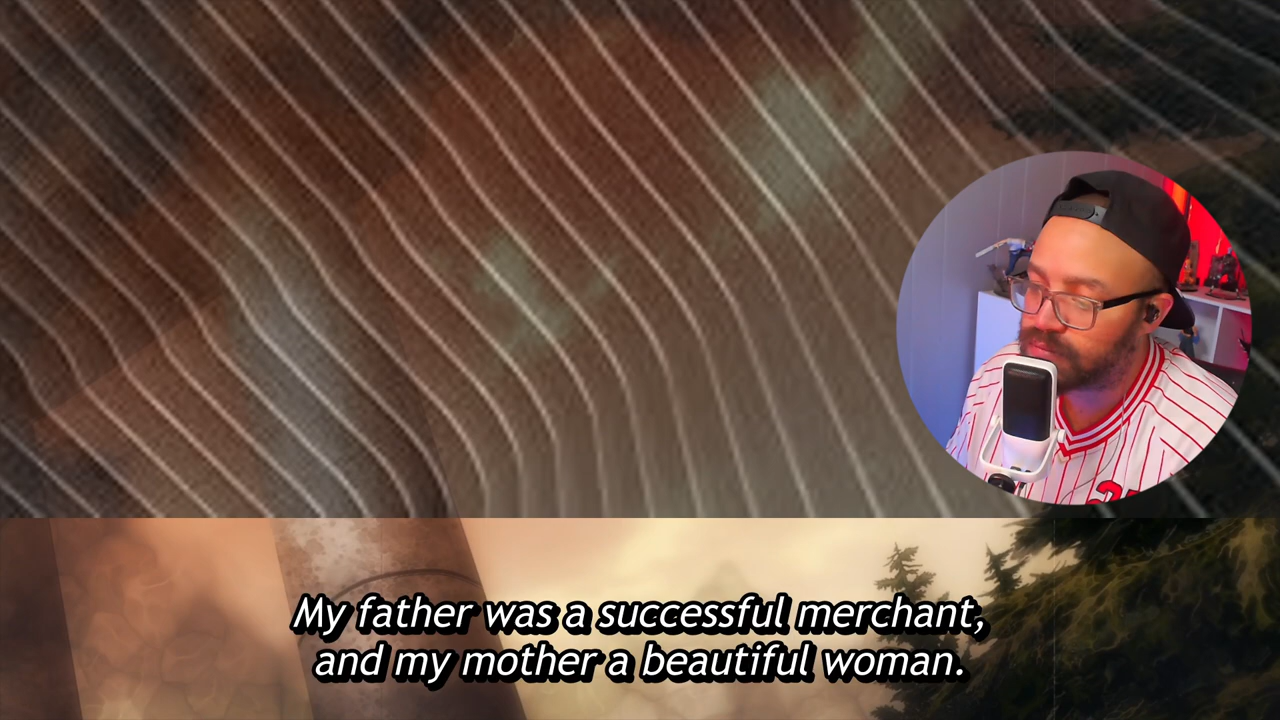 My father was a successful merchant,
and my mother a beautiful woman.